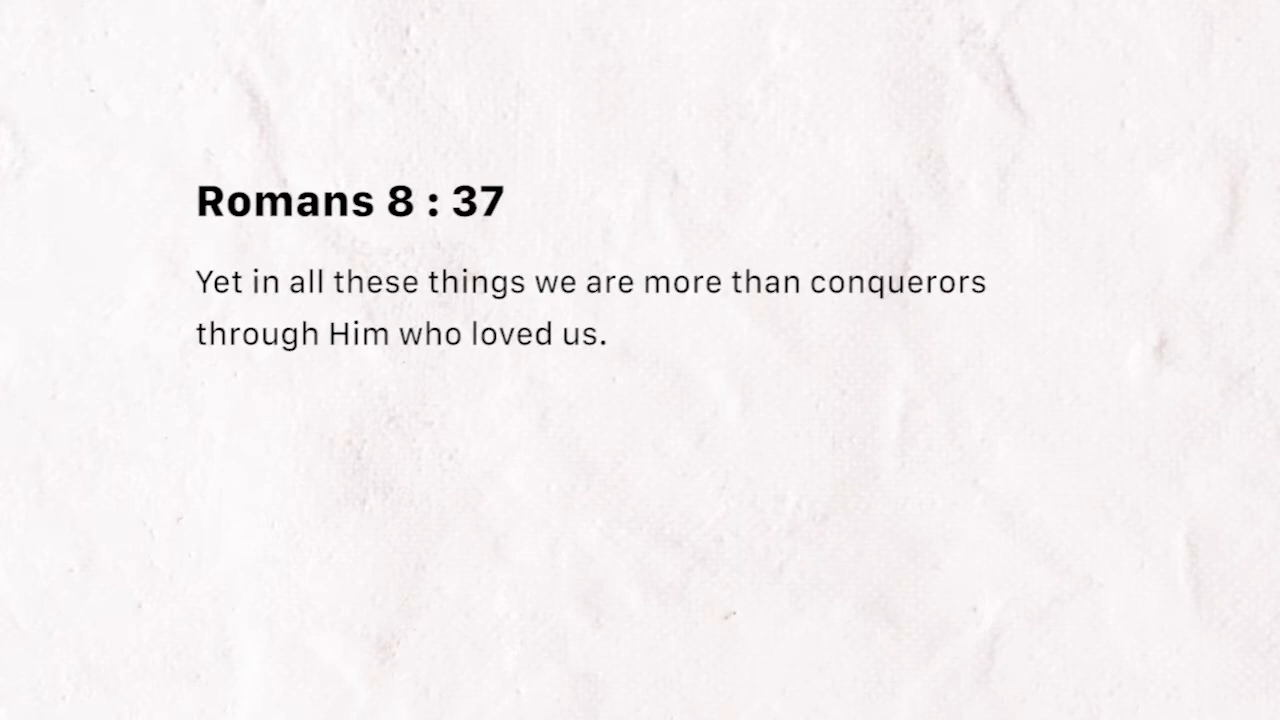 Romans 8 : 37
Yet in all these things we are more than conquerors
through Him who loved us.